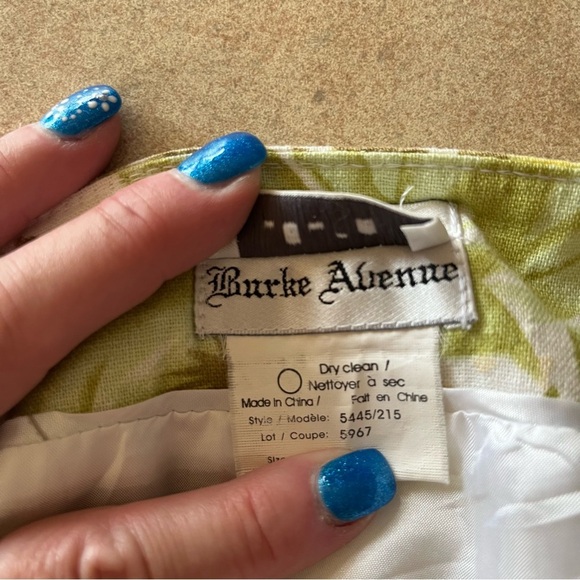 Burke Avenue
Dry clean /
Nettoyer à sec
Made in China / Fait en Chine
Style / Modèle: 5445/215
Lot / Coupe: 5967